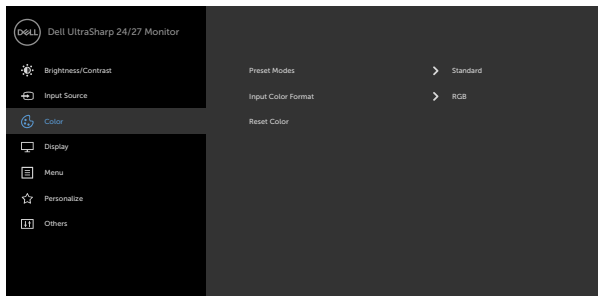 DELL
Dell UltraSharp 24/27 Monitor
Brightness/Contrast
Preset Modes Standard
Input Source
Input Color Format RGB
Color
Reset Color
Display
Menu
Personalize
Others